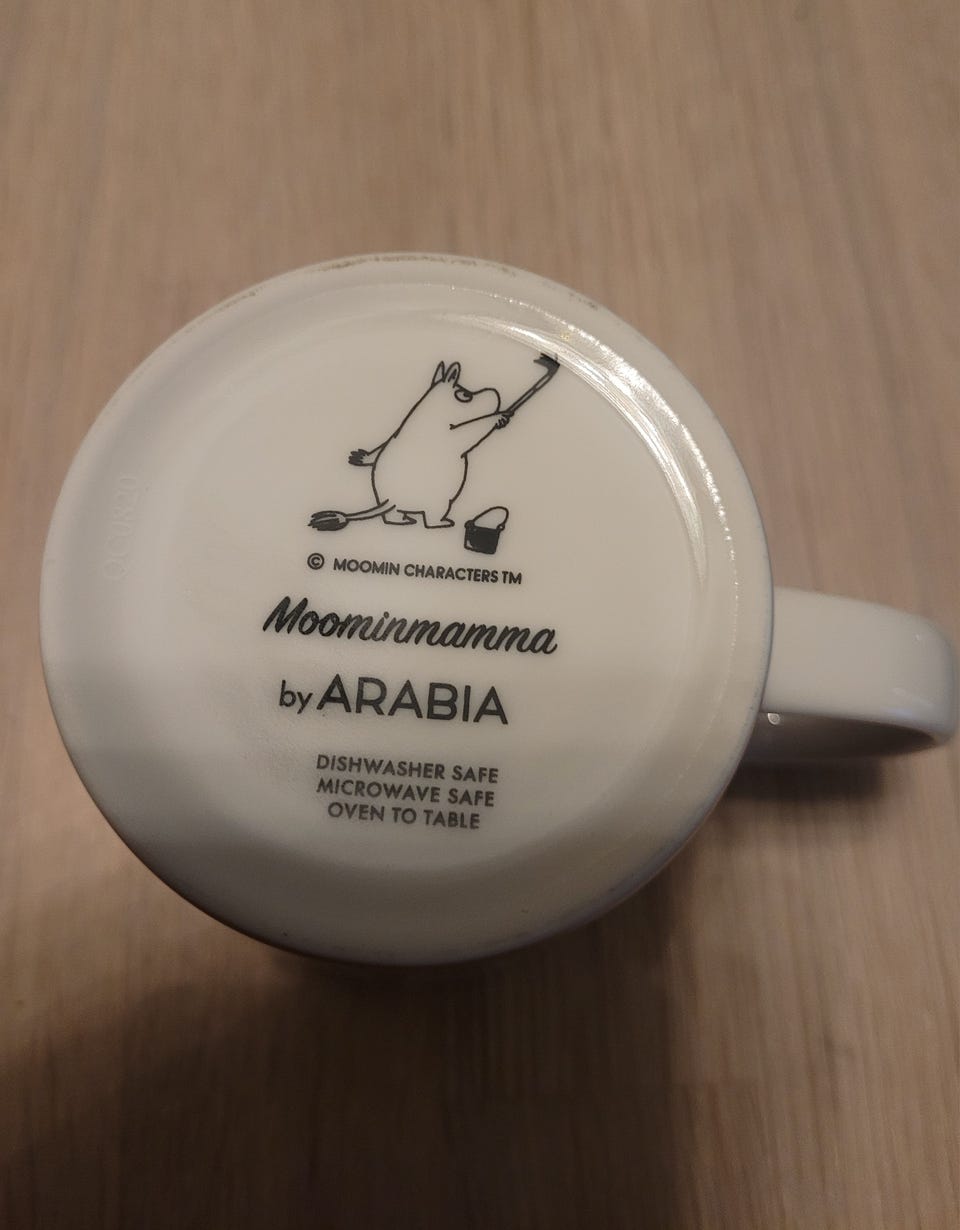 © MOOMIN CHARACTERS TM
Moominmamma
by ARABIA
DISHWASHER SAFE
MICROWAVE SAFE
OVEN TO TABLE